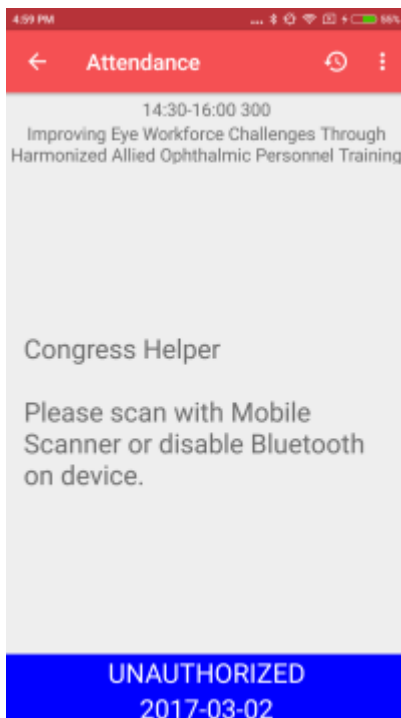 4:59 PM ... 56%
Attendance
14:30-16:00 300
Improving Eye Workforce Challenges Through
Harmonized Allied Ophthalmic Personnel Training
Congress Helper
Please scan with Mobile
Scanner or disable Bluetooth
on device.
UNAUTHORIZED
2017-03-02